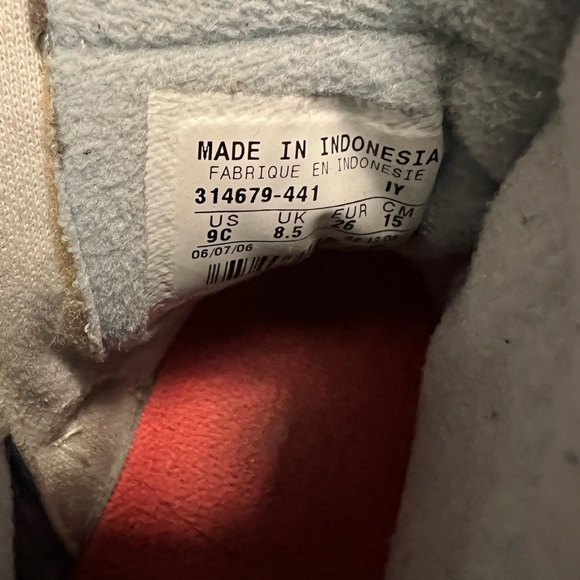 MADE IN INDONESIA
FABRIQUE EN INDONESIE
314679-441 IY
US UK EUR CM
9C 8.5 26 15
06/07/06